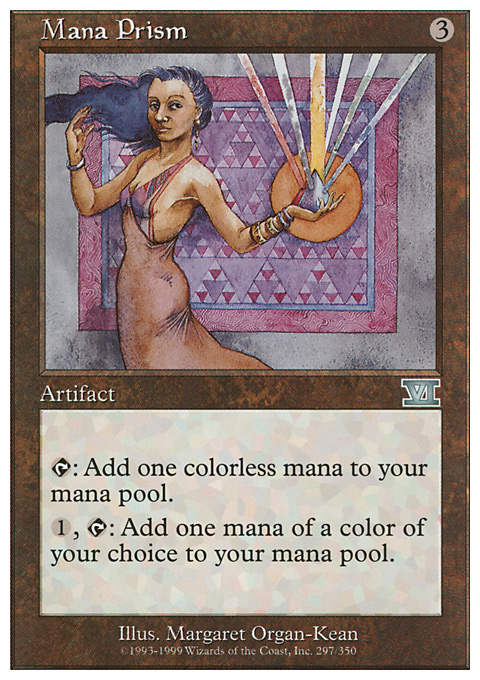 Mana Prism 3
Artifact VI
: Add one colorless mana to your
mana pool.
1, : Add one mana of a color of
your choice to your mana pool.
Illus. Margaret Organ-Kean
©1993-1999 Wizards of the Coast, Inc. 297/350